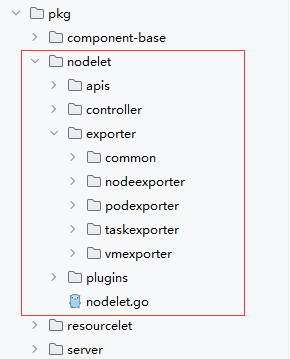 pkg
component-base
nodelet
apis
controller
exporter
common
nodeexporter
podexporter
taskexporter
vmexporter
plugins
nodelet.go
resourcelet
server